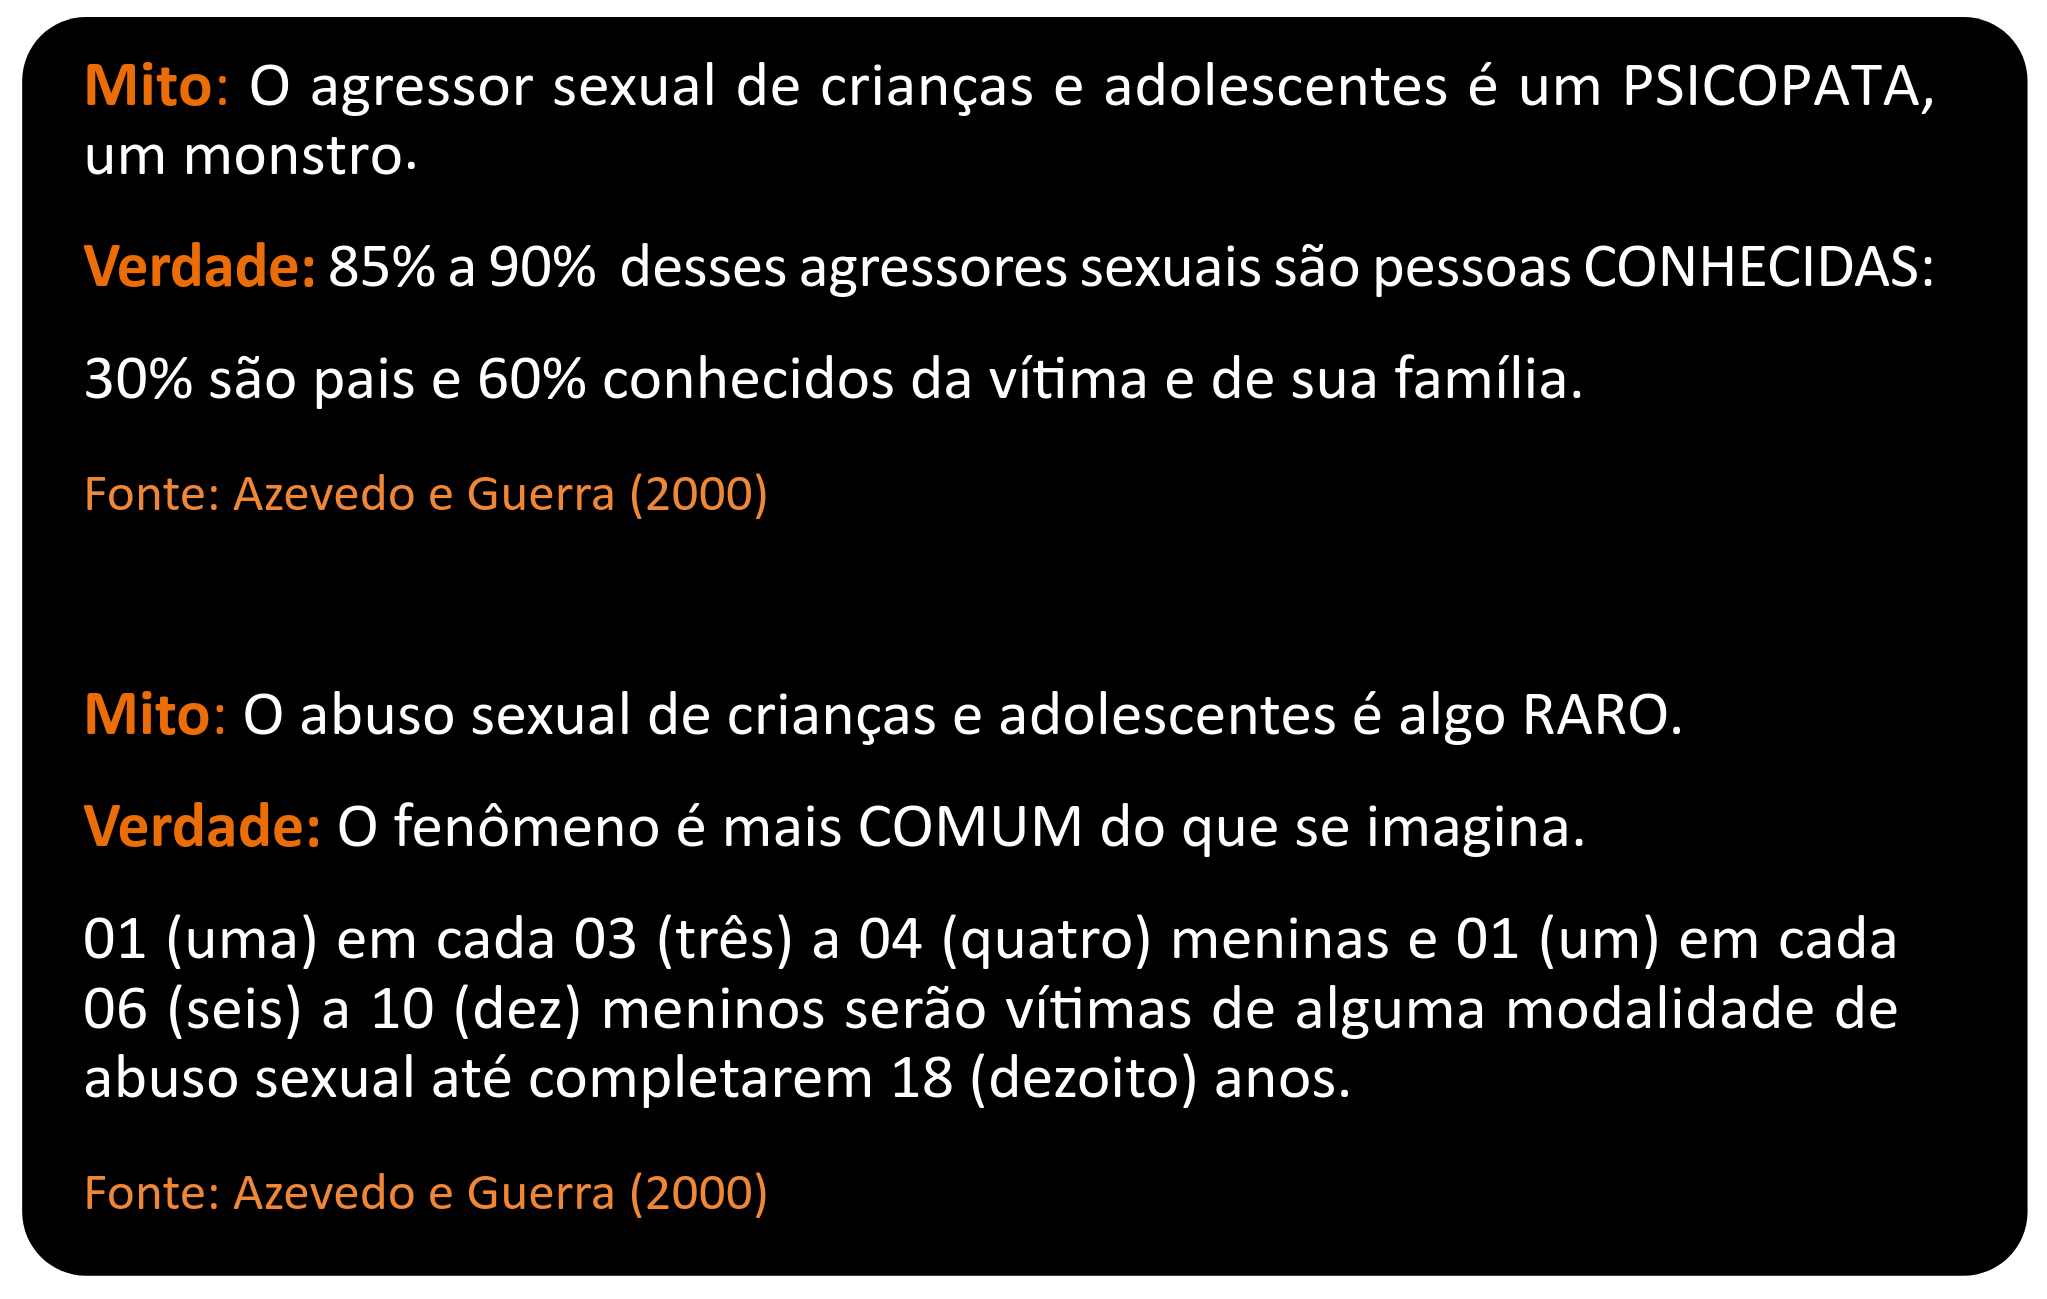 Mito: O agressor sexual de crianças e adolescentes é um PSICOPATA,
um monstro.
Verdade: 85% a 90% desses agressores sexuais são pessoas CONHECIDAS:
30% são pais e 60% conhecidos da vítima e de sua família.
Fonte: Azevedo e Guerra (2000)
Mito: O abuso sexual de crianças e adolescentes é algo RARO.
Verdade: O fenômeno é mais COMUM do que se imagina.
01 (uma) em cada 03 (três) a 04 (quatro) meninas e 01 (um) em cada
06 (seis) a 10 (dez) meninos serão vítimas de alguma modalidade de
abuso sexual até completarem 18 (dezoito) anos.
Fonte: Azevedo e Guerra (2000)